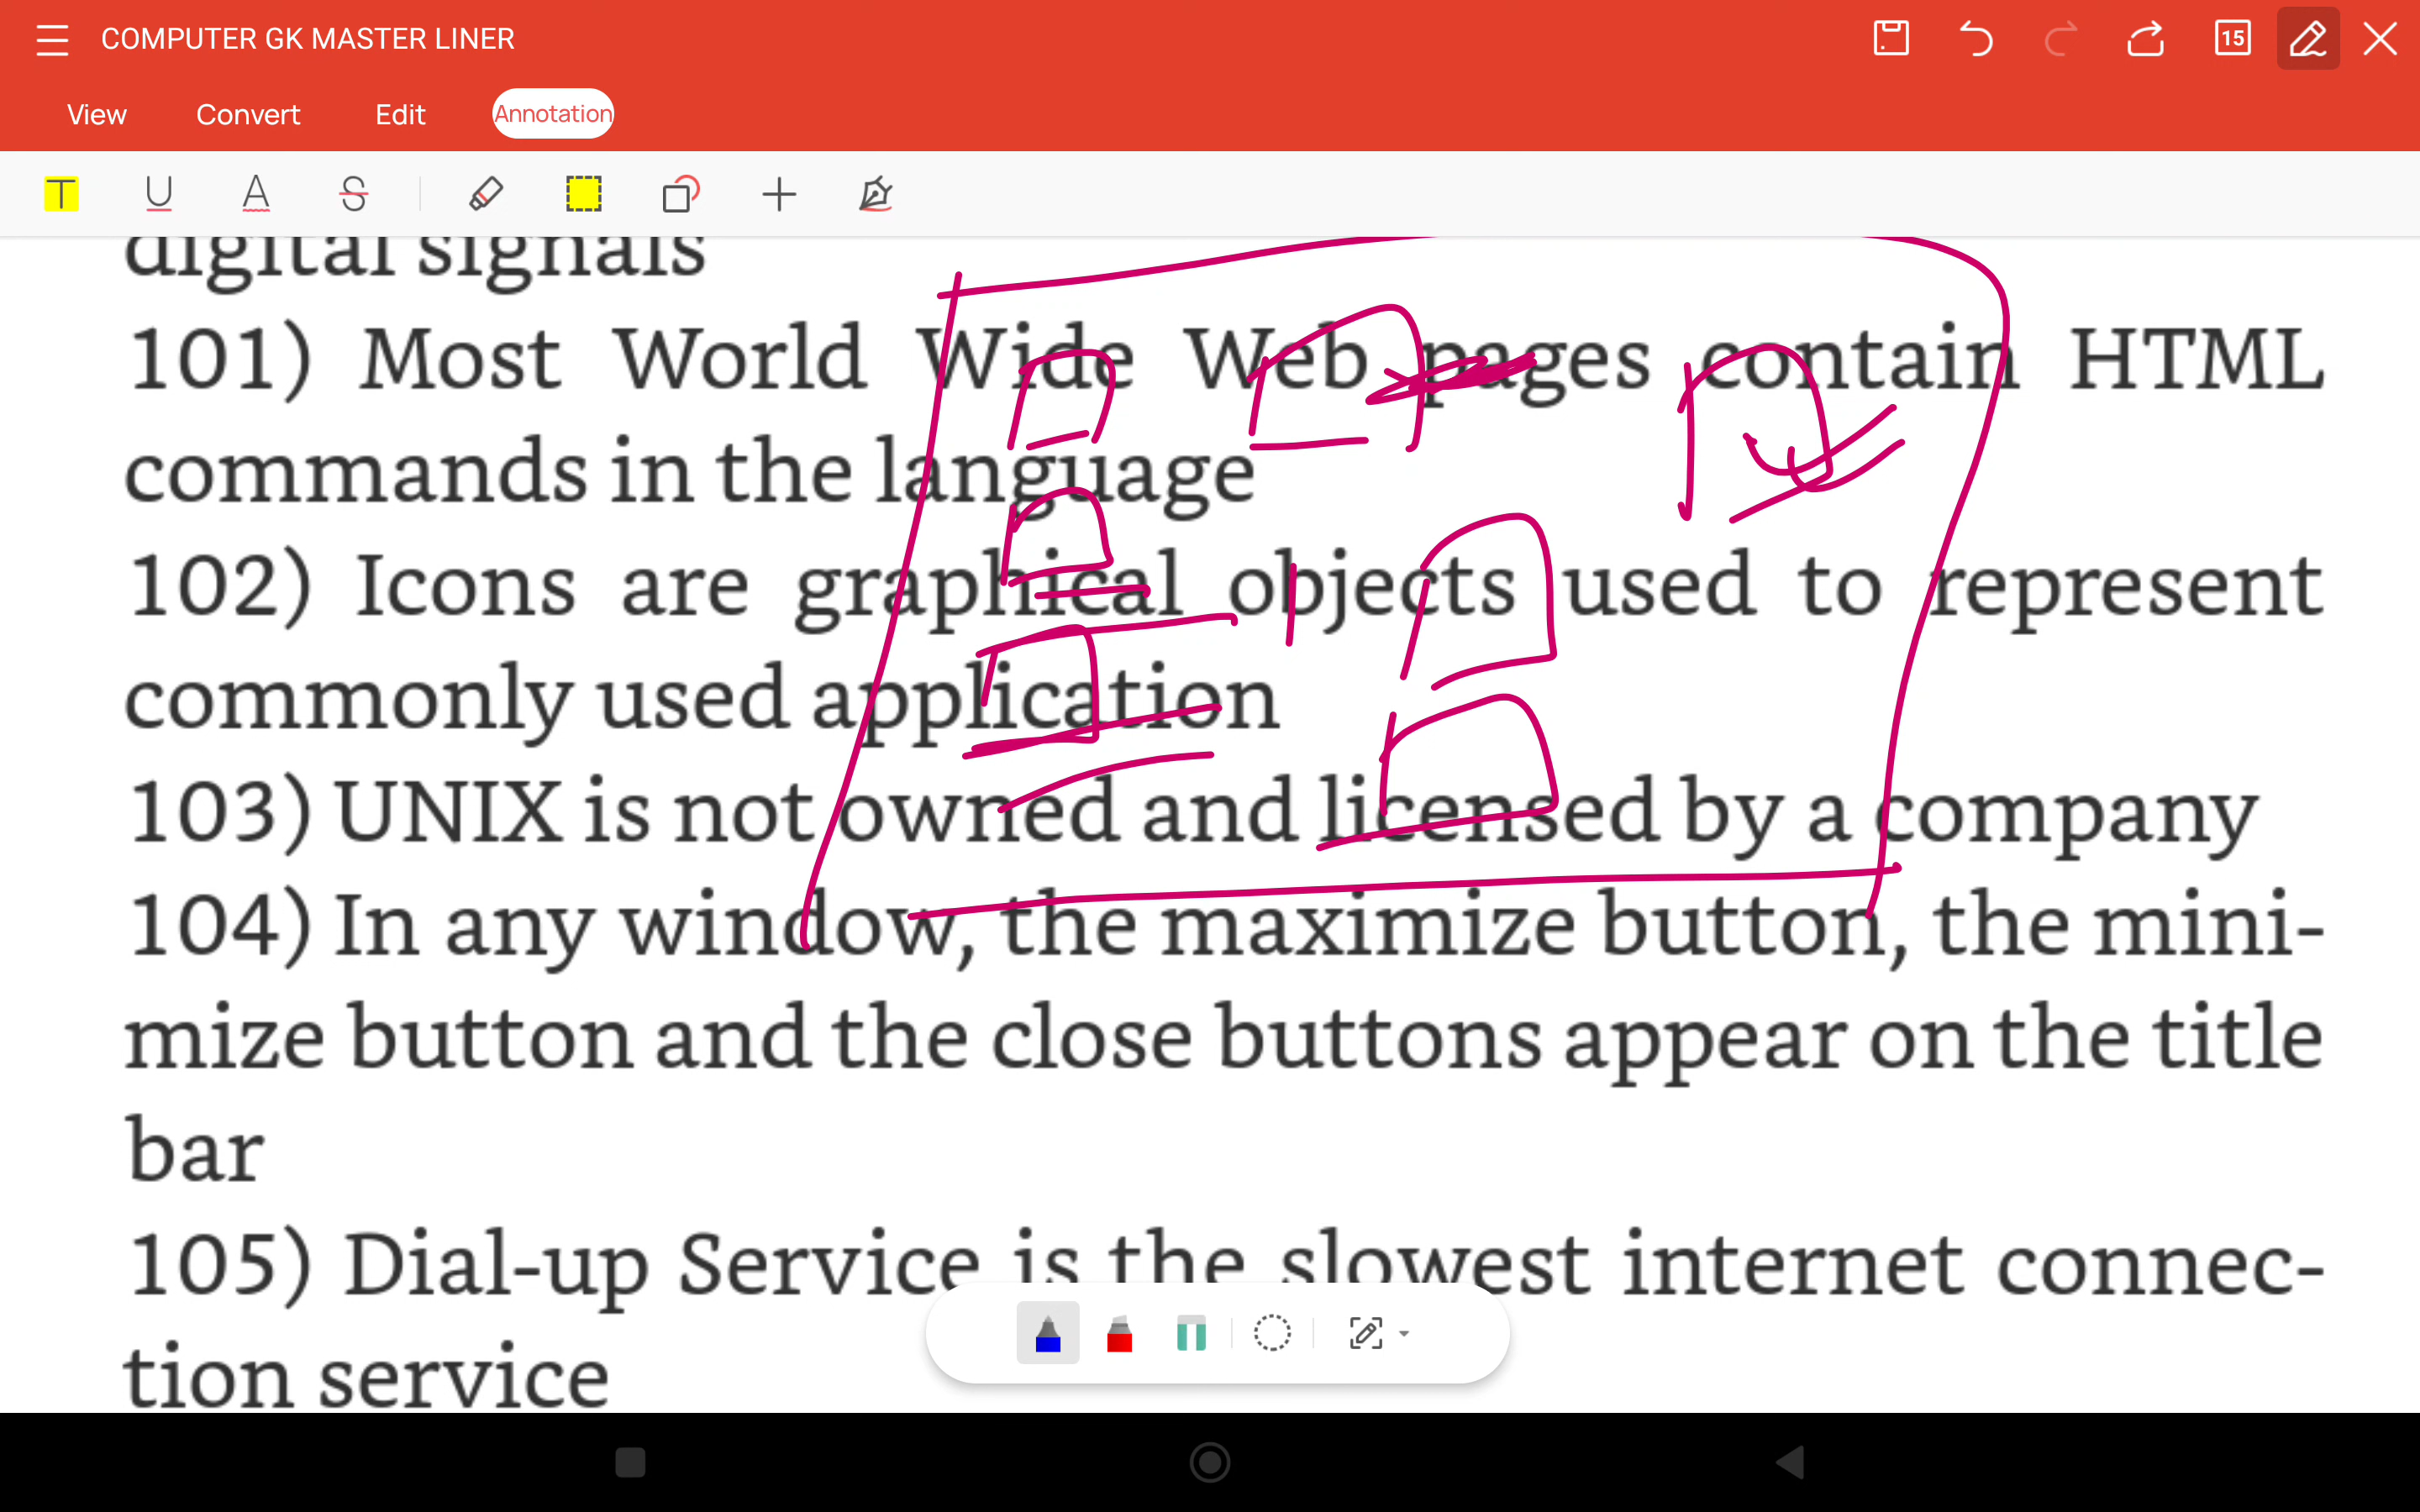 COMPUTER GK MASTER LINER
15
View Convert Edit Annotation
T U A S
digital signals
101) Most World Wide Web pages contain HTML
commands in the language
102) Icons are graphical objects used to represent
commonly used application
103) UNIX is not owned and licensed by a company
104) In any window, the maximize button, the mini-
mize button and the close buttons appear on the title
bar
105) Dial-up Service is the slowest internet connec-
tion service